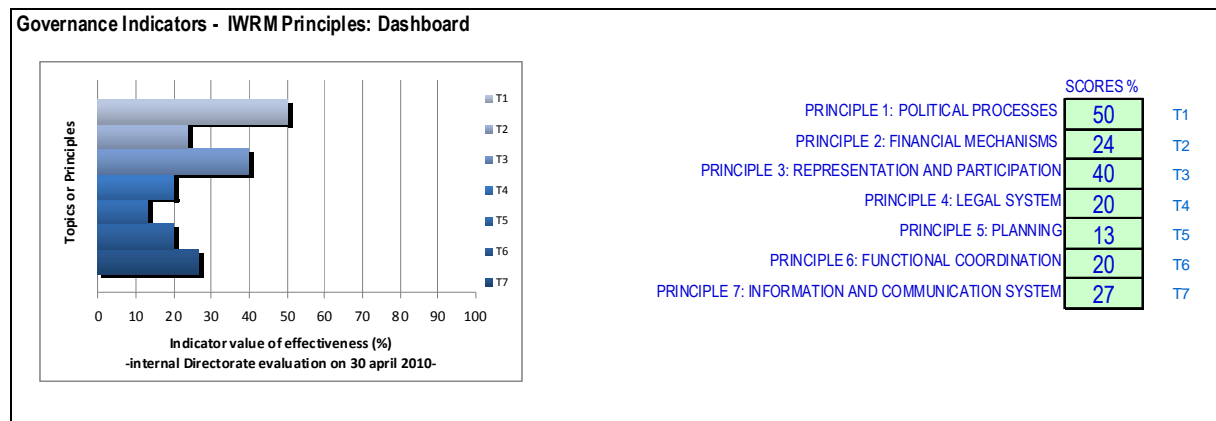 Governance Indicators - IWRM Principles: Dashboard
Topics or Principles
T1
T2
T3
T4
T5
T6
T7
0 10 20 30 40 50 60 70 80 90 100
Indicator value of effectiveness (%)
-internal Directorate evaluation on 30 april 2010-
SCORES %
PRINCIPLE 1: POLITICAL PROCESSES 50 T1
PRINCIPLE 2: FINANCIAL MECHANISMS 24 T2
PRINCIPLE 3: REPRESENTATION AND PARTICIPATION 40 T3
PRINCIPLE 4: LEGAL SYSTEM 20 T4
PRINCIPLE 5: PLANNING 13 T5
PRINCIPLE 6: FUNCTIONAL COORDINATION 20 T6
PRINCIPLE 7: INFORMATION AND COMMUNICATION SYSTEM 27 T7